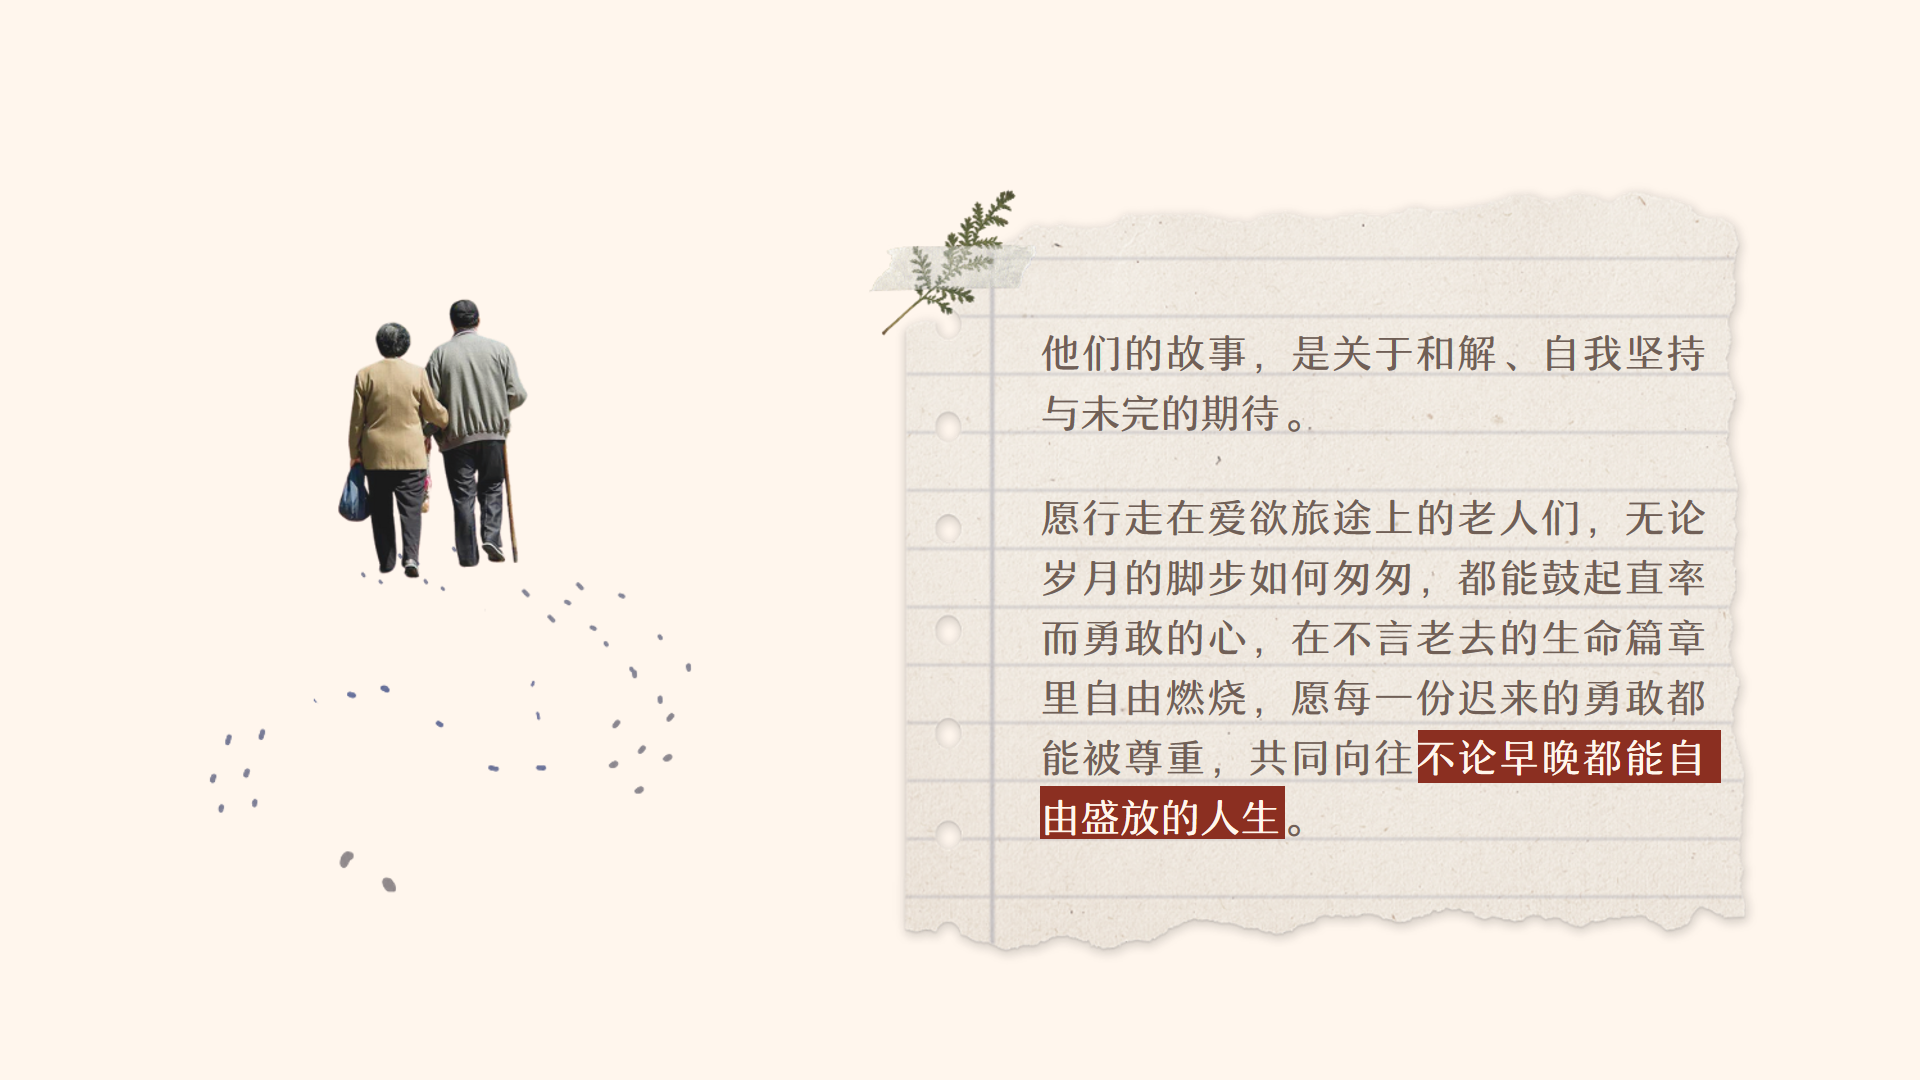 他们的故事，是关于和解、自我坚持
与未完的期待。
愿行走在爱欲旅途上的老人们，无论
岁月的脚步如何匆匆，都能鼓起直率
而勇敢的心，在不言老去的生命篇章
里自由燃烧，愿每一份迟来的勇敢都
能被尊重，共同向往不论早晚都能自
由盛放的人生。